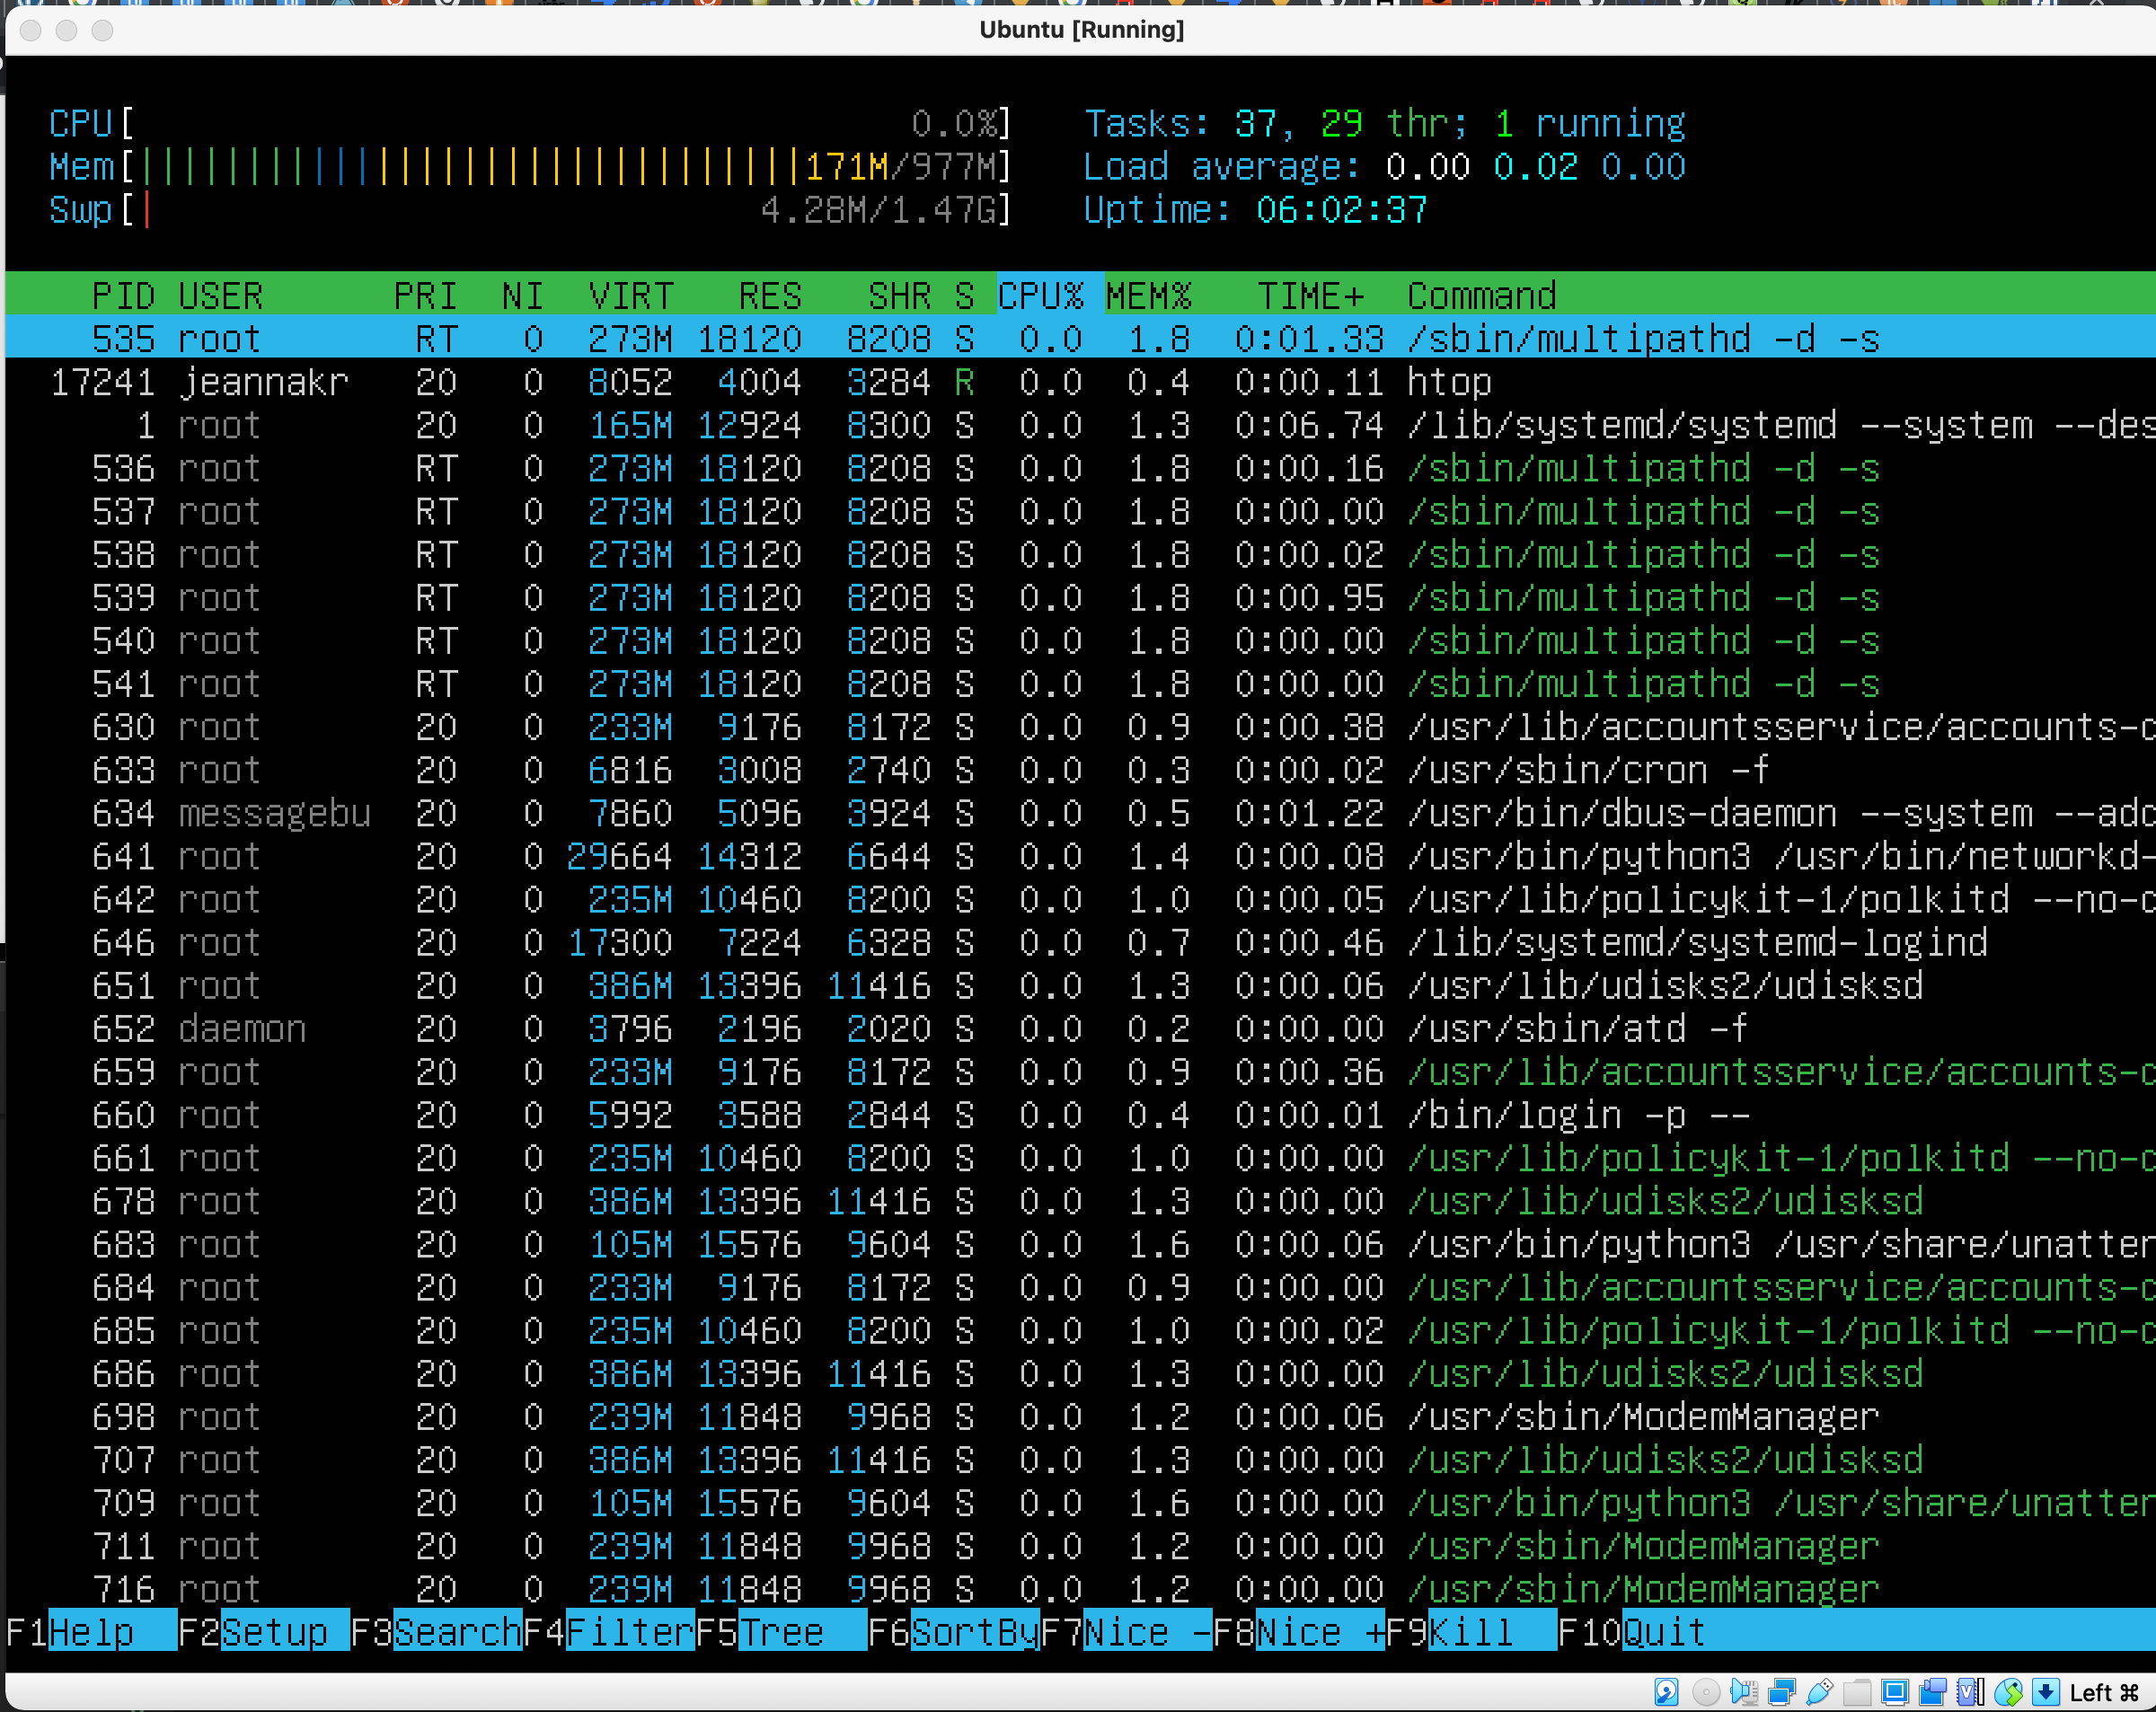 Ubuntu [Running]
CPU[ 0.0%] Tasks: 37, 29 thr; 1 running
Mem[|||||||||||||||||||||||||||||||171M/977M] Load average: 0.00 0.02 0.00
Swp[| 4.28M/1.47G] Uptime: 06:02:37
PID USER PRI NI VIRT RES SHR S CPU% MEM% TIME+ Command
535 root RT 0 273M 18120 8208 S 0.0 1.8 0:01.33 /sbin/multipathd -d -s
17241 jeannakr 20 0 8052 4004 3284 R 0.0 0.4 0:00.11 htop
1 root 20 0 165M 12924 8300 S 0.0 1.3 0:06.74 /lib/systemd/systemd --system --des
536 root RT 0 273M 18120 8208 S 0.0 1.8 0:00.16 /sbin/multipathd -d -s
537 root RT 0 273M 18120 8208 S 0.0 1.8 0:00.00 /sbin/multipathd -d -s
538 root RT 0 273M 18120 8208 S 0.0 1.8 0:00.02 /sbin/multipathd -d -s
539 root RT 0 273M 18120 8208 S 0.0 1.8 0:00.95 /sbin/multipathd -d -s
540 root RT 0 273M 18120 8208 S 0.0 1.8 0:00.00 /sbin/multipathd -d -s
541 root RT 0 273M 18120 8208 S 0.0 1.8 0:00.00 /sbin/multipathd -d -s
630 root 20 0 233M 9176 8172 S 0.0 0.9 0:00.38 /usr/lib/accountsservice/accounts-
633 root 20 0 6816 3008 2740 S 0.0 0.3 0:00.02 /usr/sbin/cron -f
634 messagebu 20 0 7860 5096 3924 S 0.0 0.5 0:01.22 /usr/bin/dbus-daemon --system --ad
641 root 20 0 29664 14312 6644 S 0.0 1.4 0:00.08 /usr/bin/python3 /usr/bin/networkd-
642 root 20 0 235M 10460 8200 S 0.0 1.0 0:00.05 /usr/lib/policykit-1/polkitd --no-
646 root 20 0 17300 7224 6328 S 0.0 0.7 0:00.46 /lib/systemd/systemd-logind
651 root 20 0 386M 13396 11416 S 0.0 1.3 0:00.06 /usr/lib/udisks2/udisksd
652 daemon 20 0 3796 2196 2020 S 0.0 0.2 0:00.00 /usr/sbin/atd -f
659 root 20 0 233M 9176 8172 S 0.0 0.9 0:00.36 /usr/lib/accountsservice/accounts-
660 root 20 0 5992 3588 2844 S 0.0 0.4 0:00.01 /bin/login -p --
661 root 20 0 235M 10460 8200 S 0.0 1.0 0:00.00 /usr/lib/policykit-1/polkitd --no-
678 root 20 0 386M 13396 11416 S 0.0 1.3 0:00.00 /usr/lib/udisks2/udisksd
683 root 20 0 105M 15576 9604 S 0.0 1.6 0:00.06 /usr/bin/python3 /usr/share/unatter
684 root 20 0 233M 9176 8172 S 0.0 0.9 0:00.00 /usr/lib/accountsservice/accounts-
685 root 20 0 235M 10460 8200 S 0.0 1.0 0:00.02 /usr/lib/policykit-1/polkitd --no-
686 root 20 0 386M 13396 11416 S 0.0 1.3 0:00.00 /usr/lib/udisks2/udisksd
698 root 20 0 239M 11848 9968 S 0.0 1.2 0:00.06 /usr/sbin/ModemManager
707 root 20 0 386M 13396 11416 S 0.0 1.3 0:00.00 /usr/lib/udisks2/udisksd
709 root 20 0 105M 15576 9604 S 0.0 1.6 0:00.00 /usr/bin/python3 /usr/share/unatter
711 root 20 0 239M 11848 9968 S 0.0 1.2 0:00.00 /usr/sbin/ModemManager
716 root 20 0 239M 11848 9968 S 0.0 1.2 0:00.00 /usr/sbin/ModemManager
F1Help F2Setup F3SearchF4FilterF5Tree F6SortByF7Nice -F8Nice +F9Kill F10Quit
Left ⌘